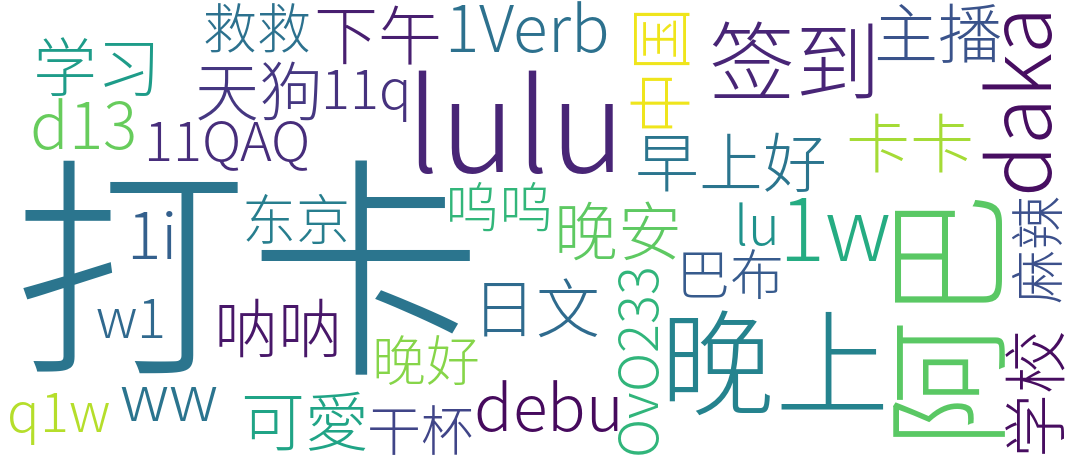 救救
下午
1Verb
中国
签到
主播
daka
学习
天狗
11q
lulu
d13
11QAQ
早上好
卡卡
打卡
东京
1i
呜呜
晚安
lu
1w
巴阿
麻辣
巴布
w1
呐呐
日文
OvO233
晚上
晚好
学校
q1w
ww
可愛
干杯
debu